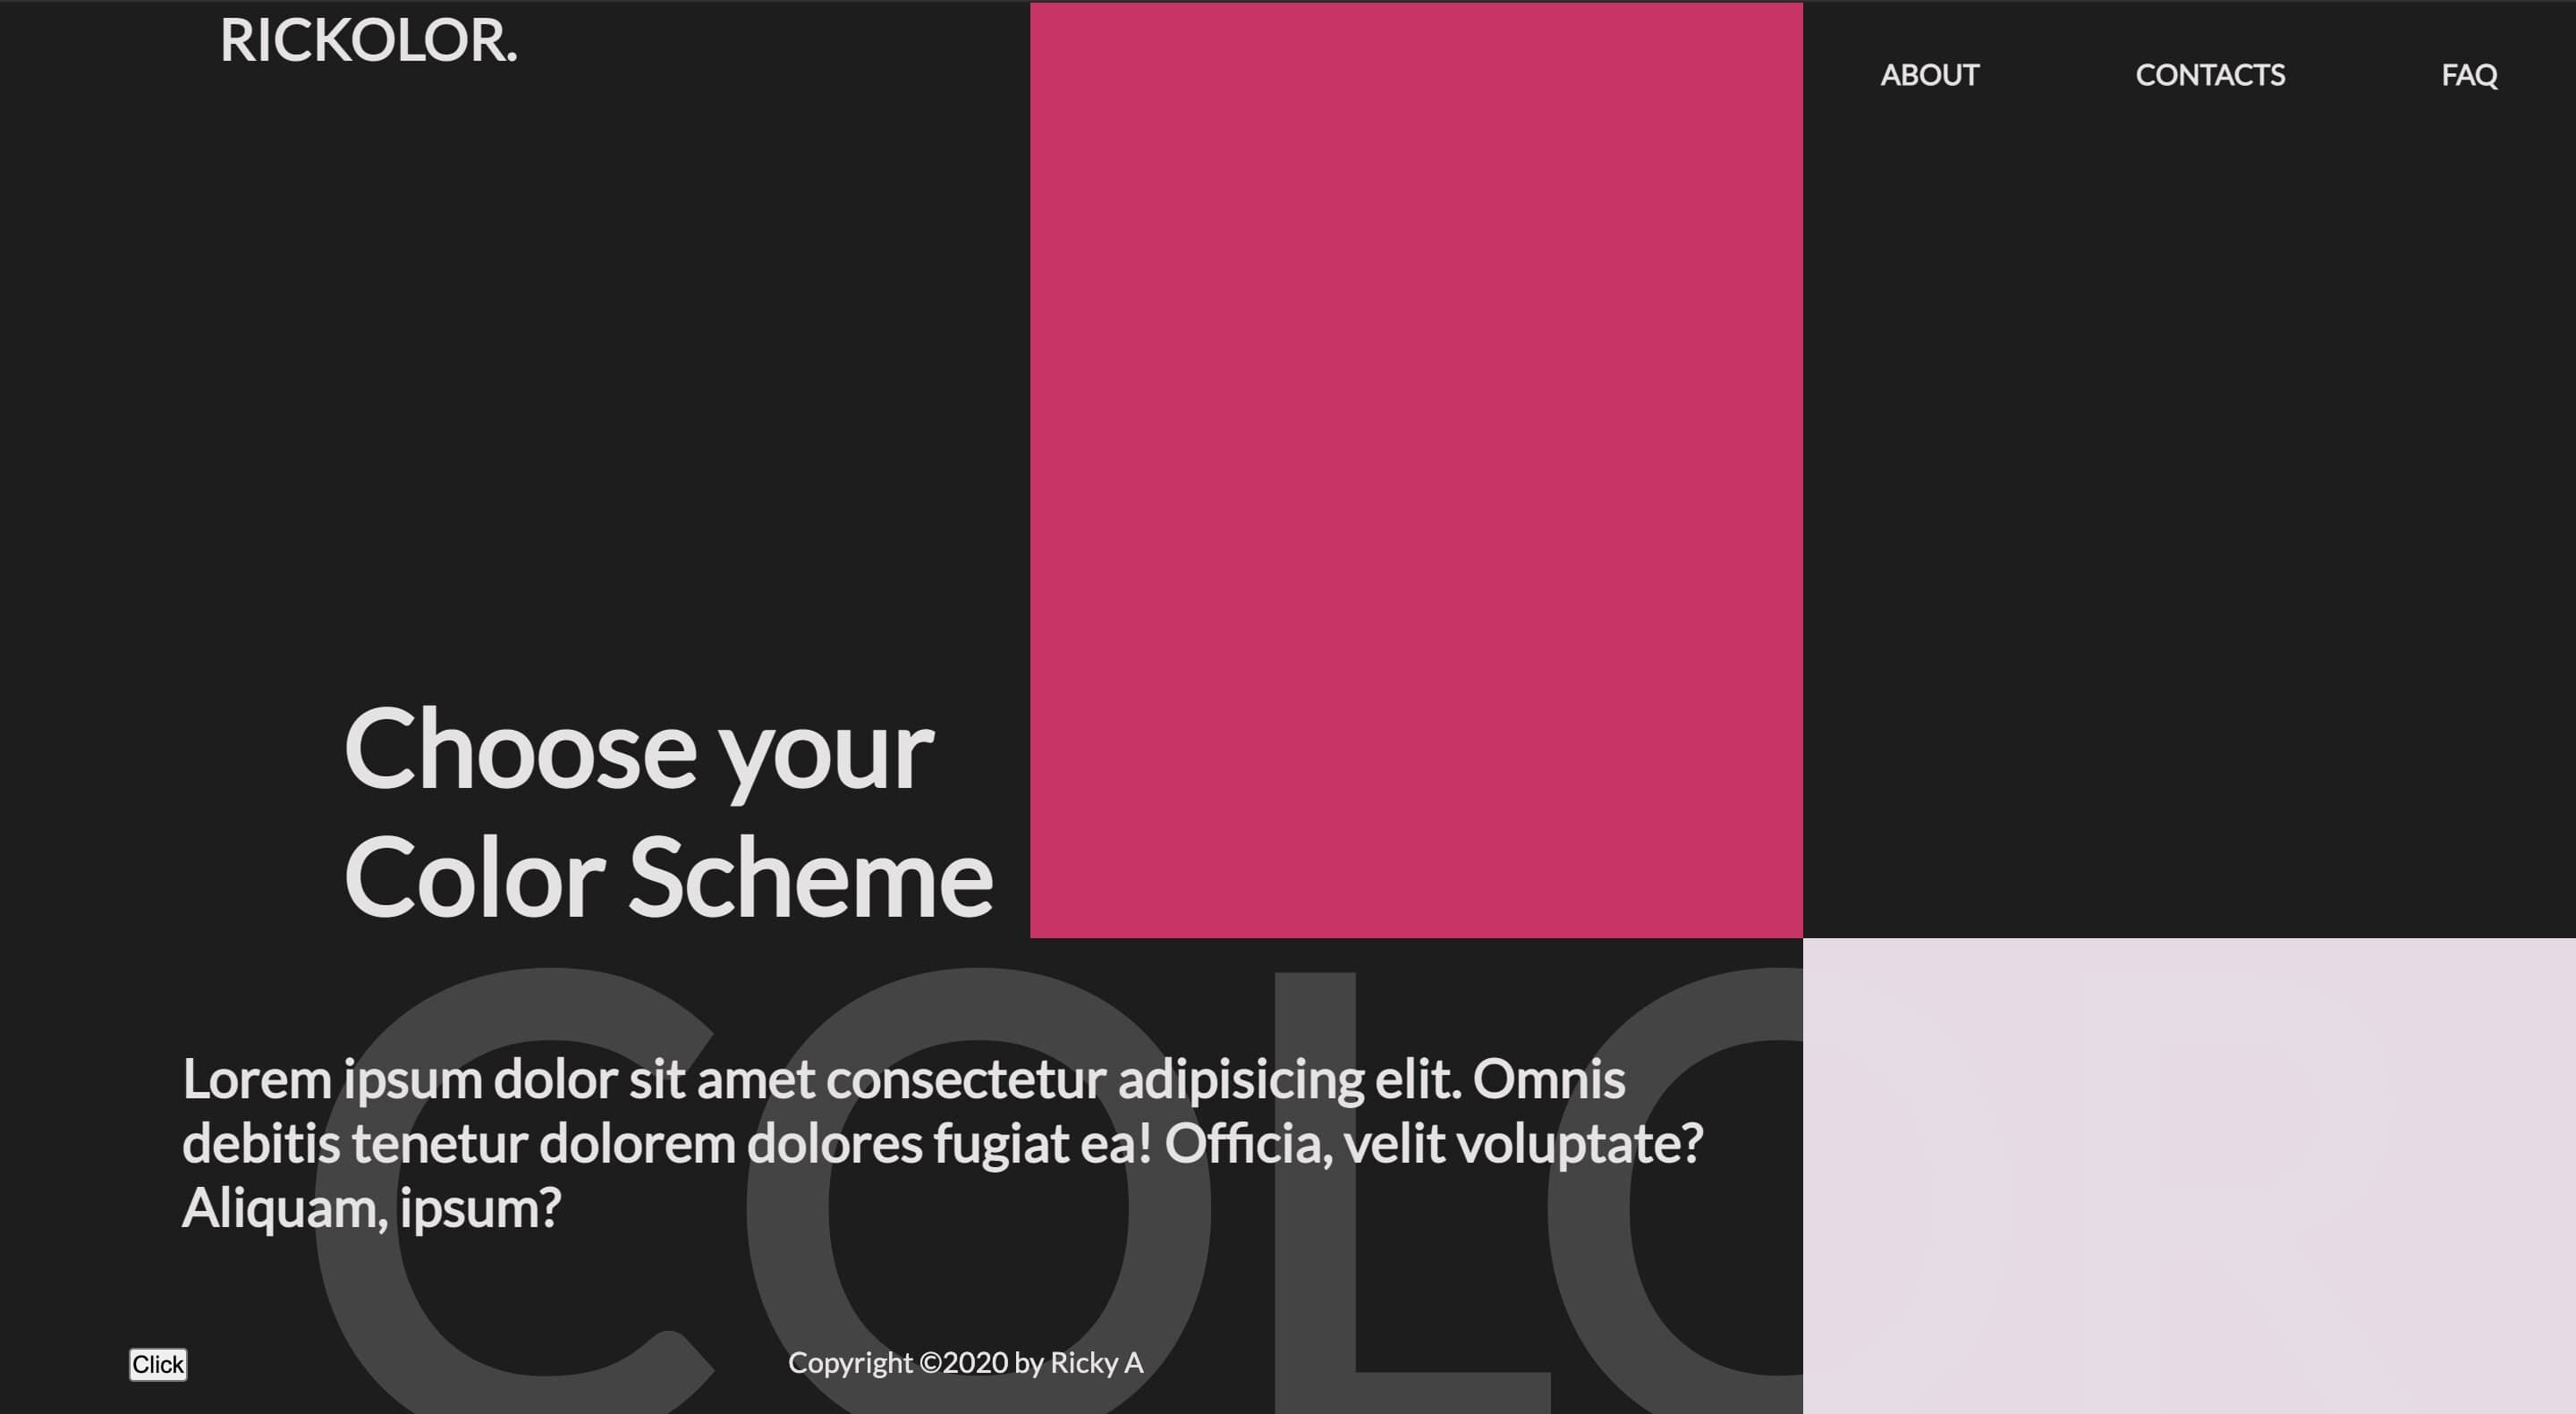 RICKOLOR.
ABOUT CONTACTS FAQ
Choose your
Color Scheme
COLO
Lorem ipsum dolor sit amet consectetur adipisicing elit. Omnis
debitis tenetur dolorem dolores fugiat ea! Officia, velit voluptate?
Aliquam, ipsum?
Click
Copyright ©2020 by Ricky A